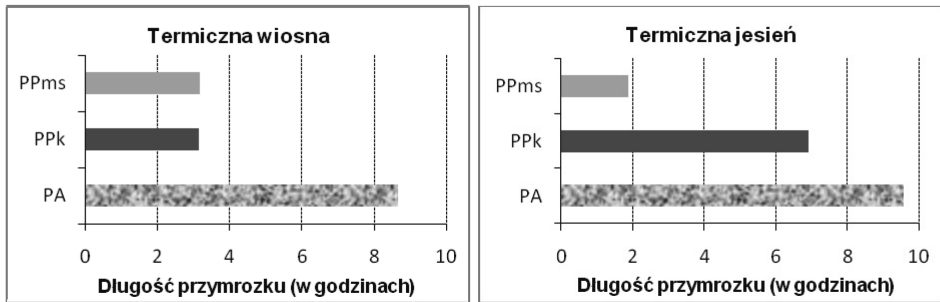 Termiczna wiosna
PPms
PPk
PA
0 2 4 6 8 10
Długość przymrozku (w godzinach)
Termiczna jesień
PPms
PPk
PA
0 2 4 6 8 10
Długość przymrozku (w godzinach)